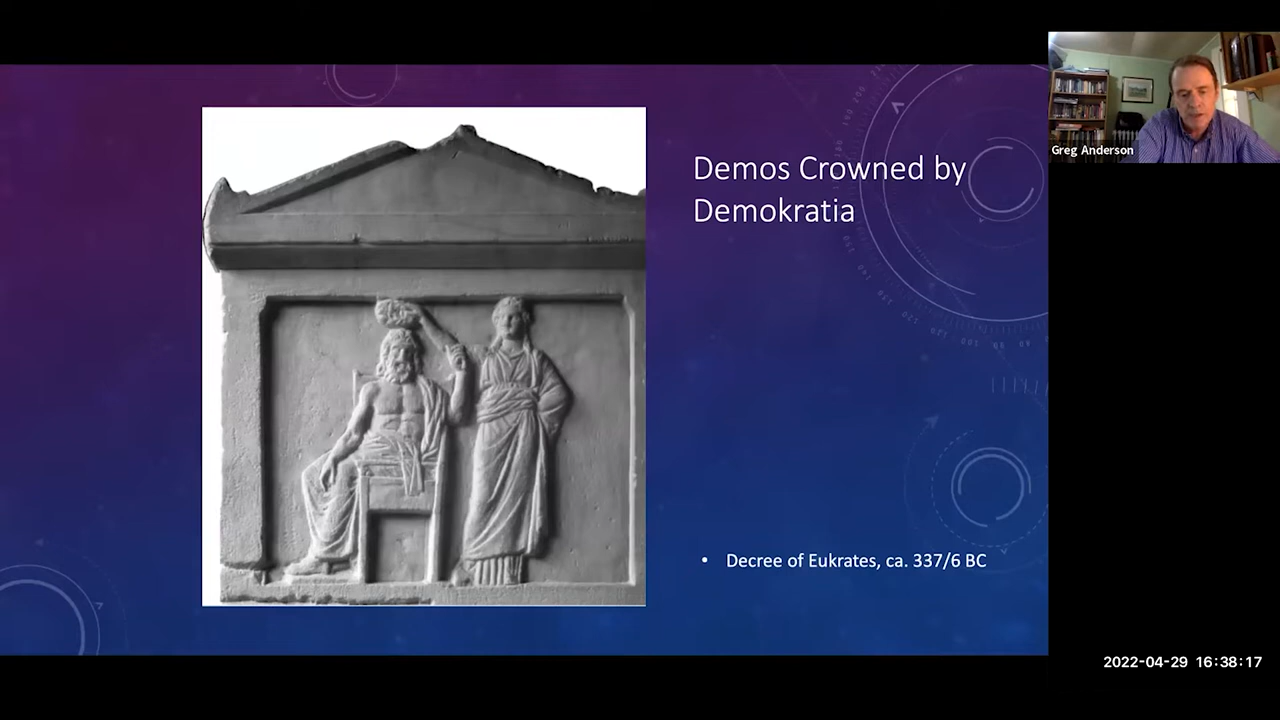 Demos Crowned by
Demokratia
• Decree of Eukrates, ca. 337/6 BC
Greg Anderson
2022-04-29 16:38:17